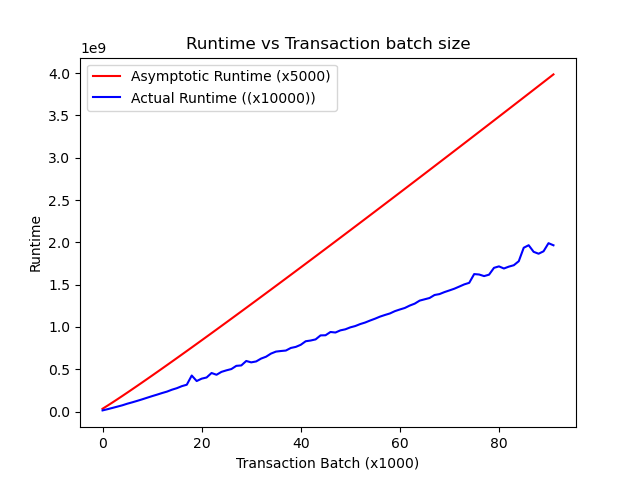 Runtime vs Transaction batch size
1e9
Asymptotic Runtime (x5000)
Actual Runtime ((x10000))
4.0
3.5
3.0
2.5
2.0
1.5
1.0
0.5
0.0
Runtime
0 20 40 60 80
Transaction Batch (x1000)